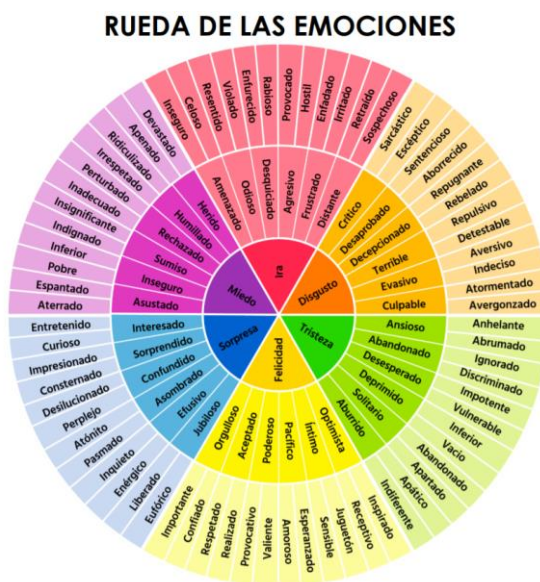 RUEDA DE LAS EMOCIONES
Ira
Disgusto
Tristeza
Felicidad
Sorpresa
Miedo
Amenazado
Odioso
Desquiciado
Agresivo
Frustrado
Distante
Crítico
Desaprobado
Decepcionado
Terrible
Evasivo
Culpable
Ansioso
Abandonado
Desesperado
Deprimido
Solitario
Aburrido
Optimista
Íntimo
Pacífico
Poderoso
Aceptado
Orgulloso
Jubiloso
Efusivo
Asombrado
Confundido
Sorprendido
Interesado
Asustado
Inseguro
Sumiso
Rechazado
Humillado
Herido
Inseguro
Celoso
Resentido
Violado
Enfurecido
Rabioso
Provocado
Hostil
Enfadado
Irritado
Retraído
Sospechoso
Sarcástico
Escéptico
Sentencioso
Aborrecido
Repugnante
Rebelado
Repulsivo
Detestable
Aversivo
Indeciso
Atormentado
Avergonzado
Anhelante
Abrumado
Ignorado
Discriminado
Impotente
Vulnerable
Inferior
Vacío
Abandonado
Apartado
Apático
Indiferente
Inspirado
Receptivo
Juguetón
Sensible
Esperanzado
Amoroso
Valiente
Provocativo
Realizado
Respetado
Confiado
Importante
Eufórico
Liberado
Enérgico
Inquieto
Pasmado
Atónito
Perplejo
Desilucionado
Consternado
Impresionado
Curioso
Entretenido
Aterrado
Espantado
Pobre
Inferior
Indignado
Insignificante
Inadecuado
Perturbado
Irrespetado
Ridiculizado
Apenado
Devastado